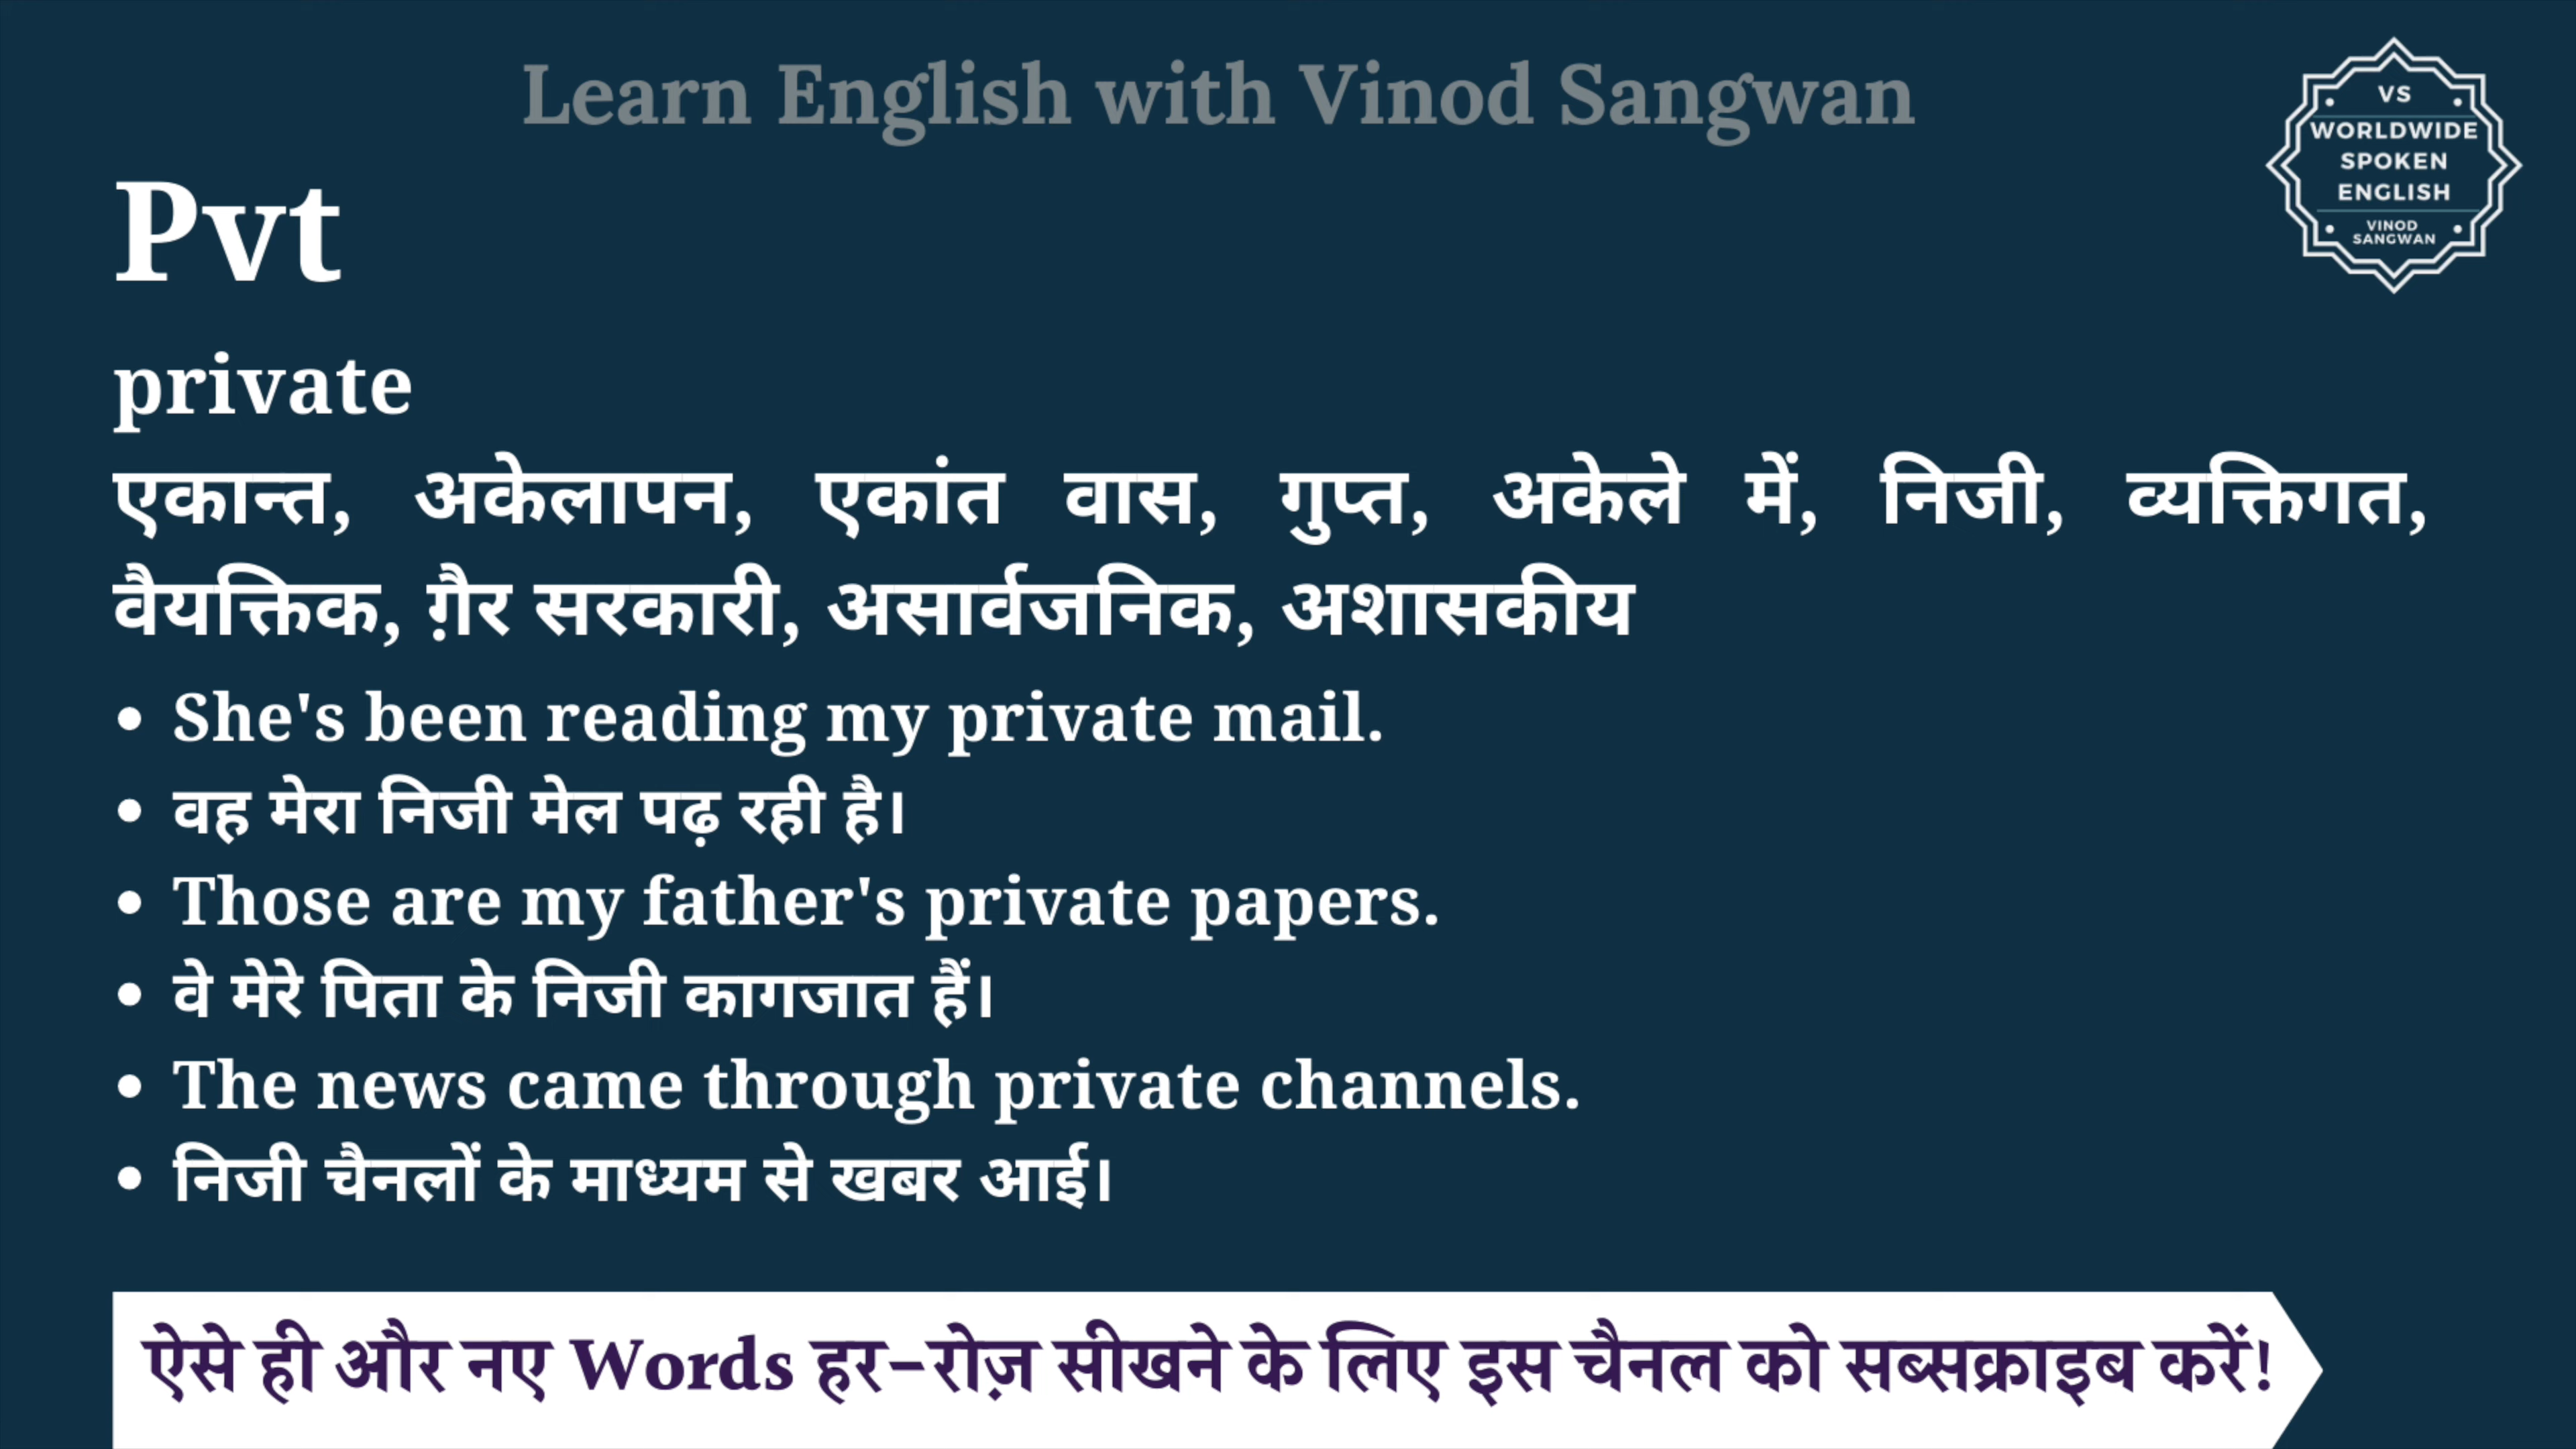 Learn English with Vinod Sangwan
VS
WORLDWIDE
SPOKEN
ENGLISH
VINOD
SANGWAN
Pvt
private
एकान्त, अकेलापन, एकांत वास, गुप्त, अकेले में, निजी, व्यक्तिगत,
वैयक्तिक, ग़ैर सरकारी, असार्वजनिक, अशासकीय
• She's been reading my private mail.
• वह मेरा निजी मेल पढ़ रही है।
• Those are my father's private papers.
• वे मेरे पिता के निजी कागजात हैं।
• The news came through private channels.
• निजी चैनलों के माध्यम से खबर आई।
ऐसे ही और नए Words हर-रोज़ सीखने के लिए इस चैनल को सब्सक्राइब करें!